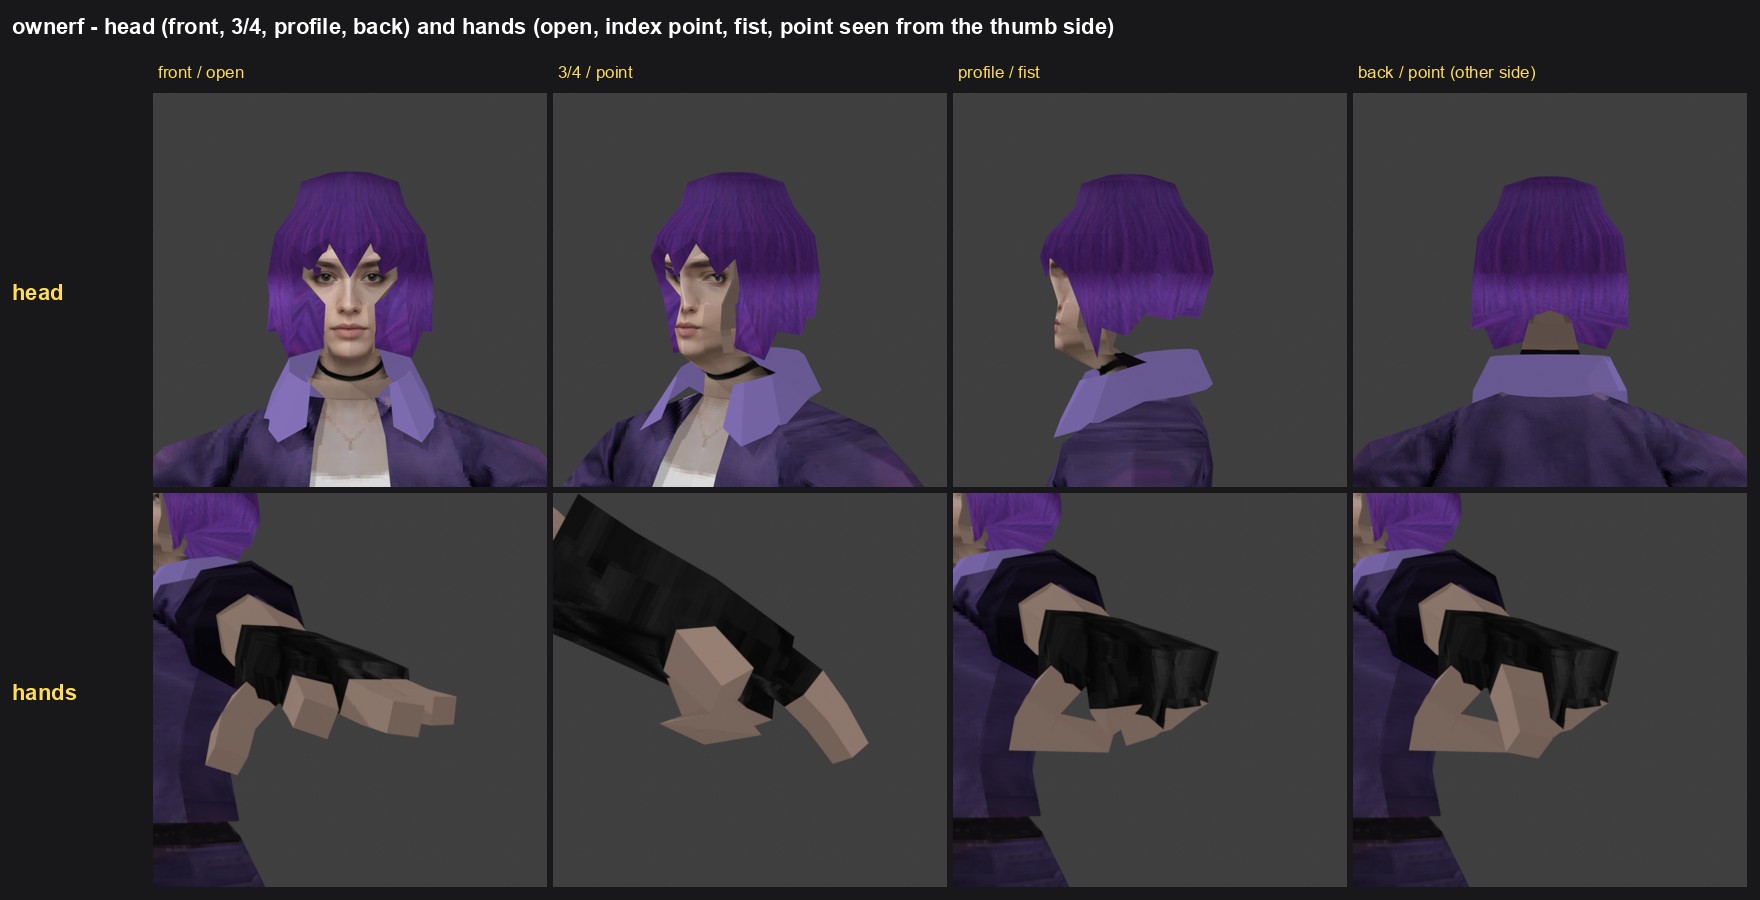 ownerf - head (front, 3/4, profile, back) and hands (open, index point, fist, point seen from the thumb side)
front / open
3/4 / point
profile / fist
back / point (other side)
head
hands